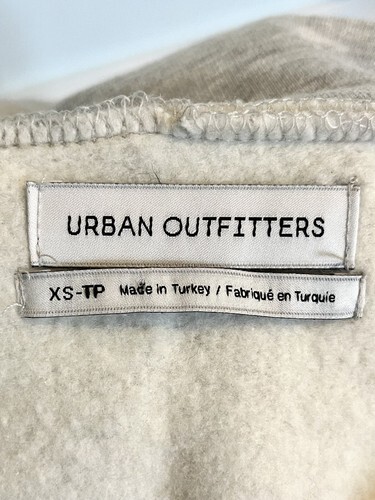 URBAN OUTFITTERS
XS-TP Made in Turkey / Fabriqué en Turquie